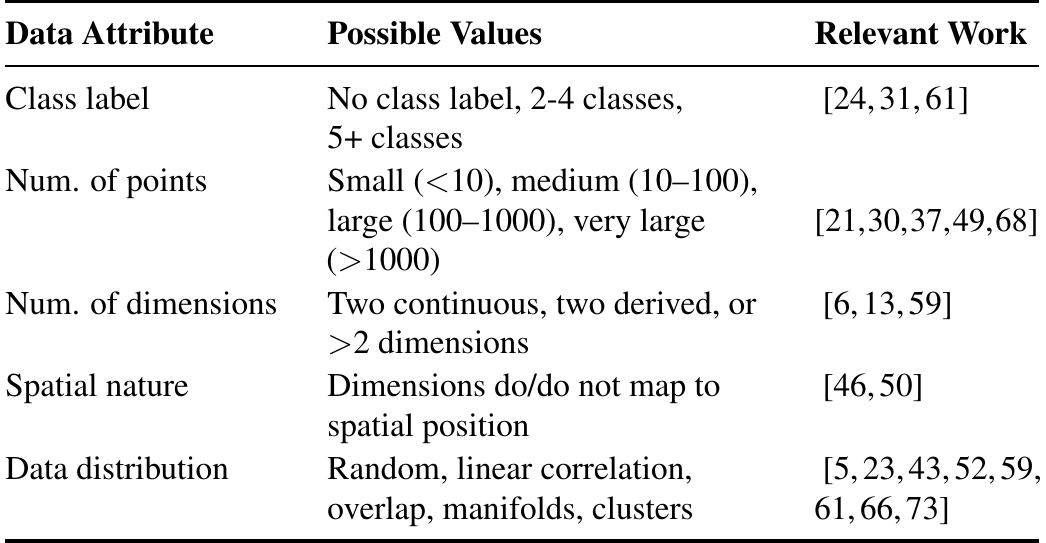 Data Attribute Possible Values Relevant Work
Class label No class label, 2-4 classes, [24, 31, 61]
5+ classes
Num. of points Small (<10), medium (10–100),
large (100–1000), very large [21,30,37,49,68]
(>1000)
Num. of dimensions Two continuous, two derived, or [6, 13, 59]
>2 dimensions
Spatial nature Dimensions do/do not map to [46, 50]
spatial position
Data distribution Random, linear correlation, [5, 23, 43, 52, 59,
overlap, manifolds, clusters 61, 66, 73]